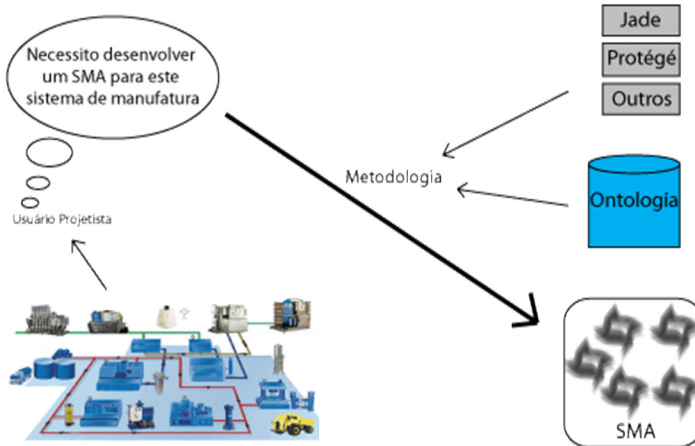 Necessito desenvolver
um SMA para este
sistema de manufatura
Usuário Projetista
Metodologia
Jade
Protégé
Outros
Ontologia
SMA